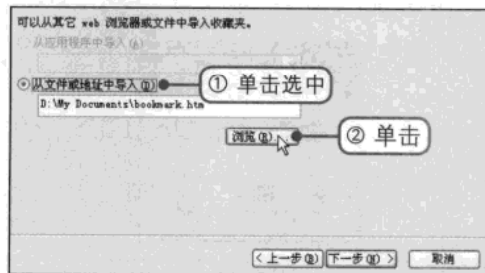 可以从其它 web 浏览器或文件中导入收藏夹。
从应用程序中导入(A)
从文件或地址中导入(I)
① 单击选中
D:\My Documents\bookmark.htm
浏览(R)
② 单击
< 上一步(B)
下一步(N) >
取消